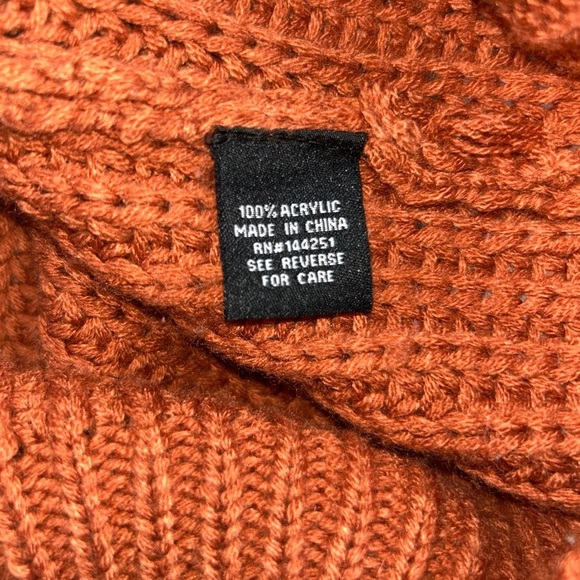 100% ACRYLIC
MADE IN CHINA
RN#144251
SEE REVERSE
FOR CARE